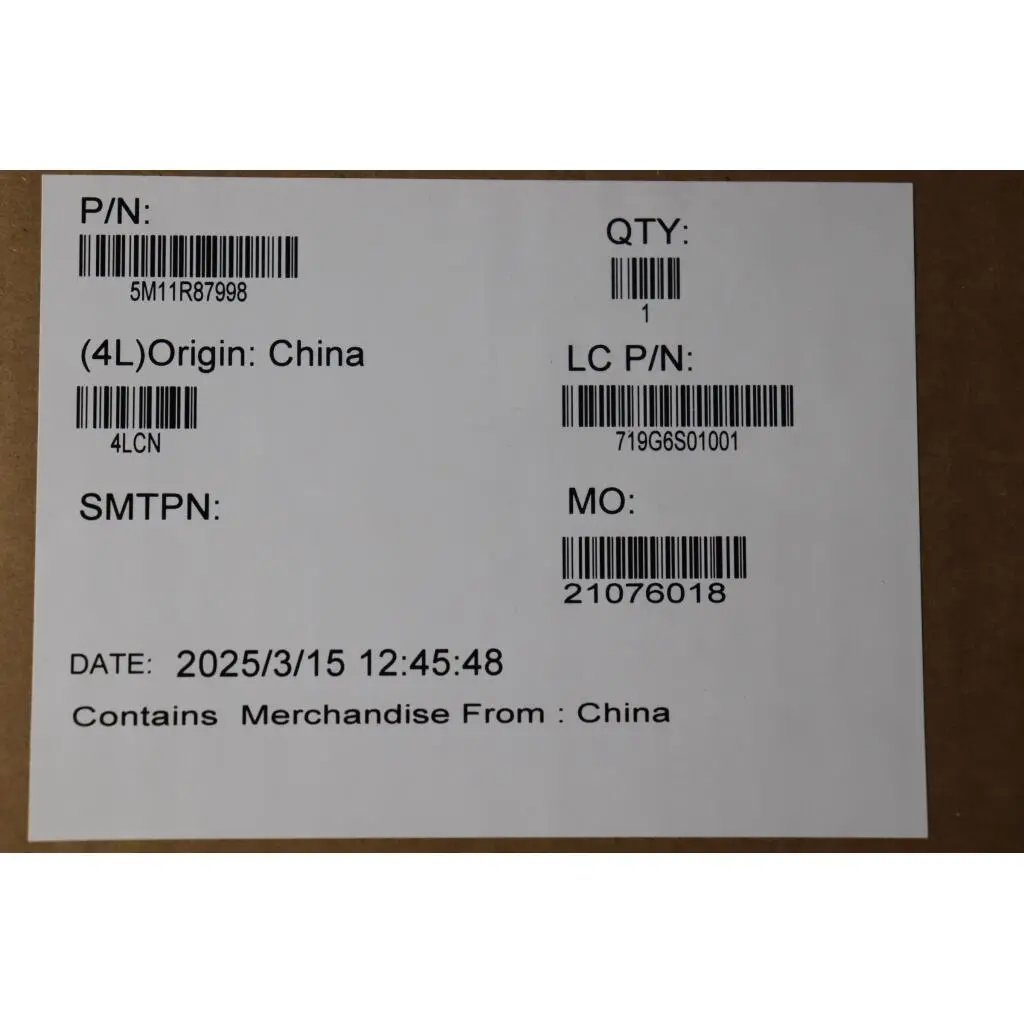 P/N:
5M11R87998
QTY:
1
(4L)Origin: China
4LCN
LC P/N:
719G6S01001
SMTPN:
MO:
21076018
DATE: 2025/3/15 12:45:48
Contains Merchandise From : China